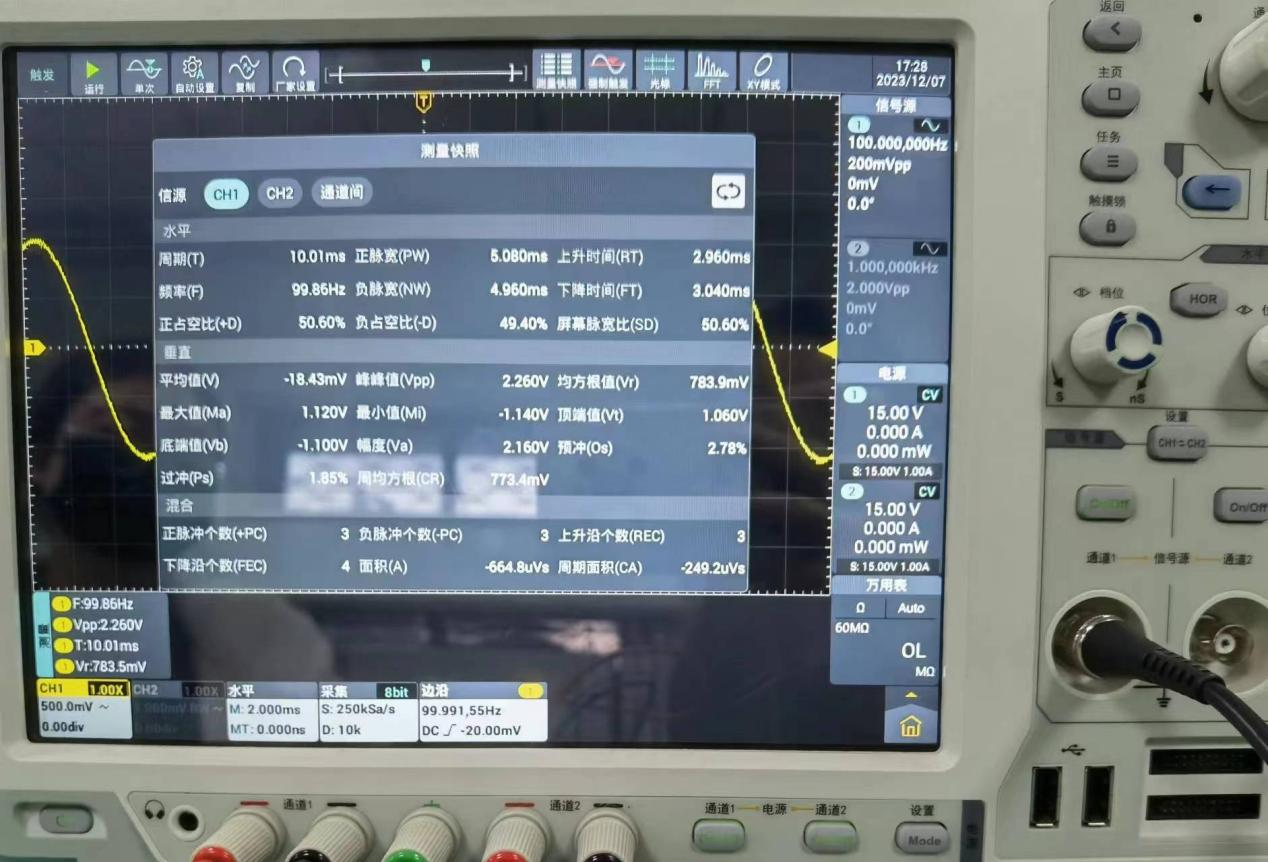 触发
运行
单次
自动设置
复制
厂家设置
测量快照
强制触发
光标
FFT
XY模式
17:28
2023/12/07
T
测量快照
信源 CH1 CH2 通道间
水平
周期(T) 10.01ms 正脉宽(PW) 5.080ms 上升时间(RT) 2.960ms
频率(F) 99.86Hz 负脉宽(NW) 4.960ms 下降时间(FT) 3.040ms
正占空比(+D) 50.60% 负占空比(-D) 49.40% 屏幕脉宽比(SD) 50.60%
垂直
平均值(V) -18.43mV 峰峰值(Vpp) 2.260V 均方根值(Vr) 783.9mV
最大值(Ma) 1.120V 最小值(Mi) -1.140V 顶端值(Vt) 1.060V
底端值(Vb) -1.100V 幅度(Va) 2.160V 预冲(Os) 2.78%
过冲(Ps) 1.85% 周均方根(CR) 773.4mV
混合
正脉冲个数(+PC) 3 负脉冲个数(-PC) 3 上升沿个数(REC) 3
下降沿个数(FEC) 4 面积(A) -664.8uVs 周期面积(CA) -249.2uVs
1
信号源
1
100.000,000Hz
200mVpp
0mV
0.0°
2
1.000,000kHz
2.000Vpp
0mV
0.0°
电源
1 CV
15.00 V
0.000 A
0.000 mW
S: 15.00V 1.00A
2 CV
15.00 V
0.000 A
0.000 mW
S: 15.00V 1.00A
万用表
Ω Auto
60MΩ
OL
MΩ
1 F:99.86Hz
1 Vpp:2.260V
1 T:10.01ms
1 Vr:783.5mV
CH1 1.00X
500.0mV ~
0.00div
CH2 1.00X
水平
M: 2.000ms
MT: 0.000ns
采集 8bit
S: 250kSa/s
D: 10k
边沿 1
99.991,55Hz
DC -20.00mV
返回
主页
任务
触摸锁
档位
HOR
S nS
设置
CH1≒CH2
信号源
On/Off
On/Off
通道1 信号源 通道2
通道1
通道2
通道1 电源 通道2
设置
Mode